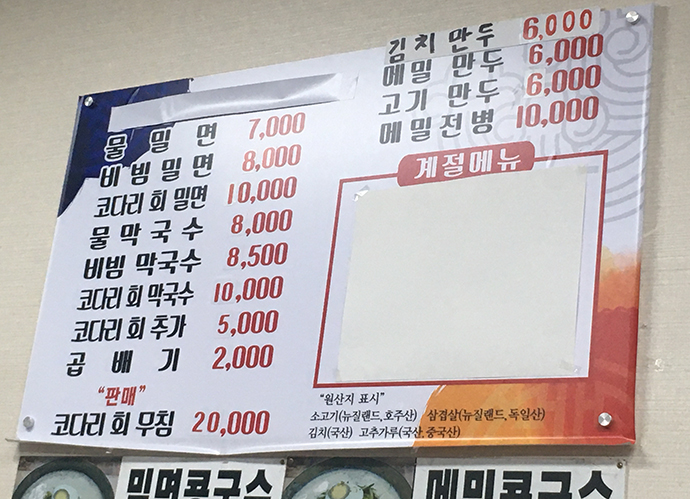 물 밀 면 7,000
비빔밀면 8,000
코다리 회 밀면 10,000
물 막 국 수 8,000
비빔 막국수 8,500
코다리 회 막국수 10,000
코다리 회 추가 5,000
곱 배 기 2,000
"판매"
코다리 회 무침 20,000
김치 만두 6,000
메밀 만두 6,000
고기 만두 6,000
메밀전병 10,000
계절메뉴
"원산지 표시"
소고기(뉴질랜드,호주산) 삼겹살(뉴질랜드,독일산)
김치(국산) 고추가루(국산,중국산)
밀면콩국수
메밀콩국수